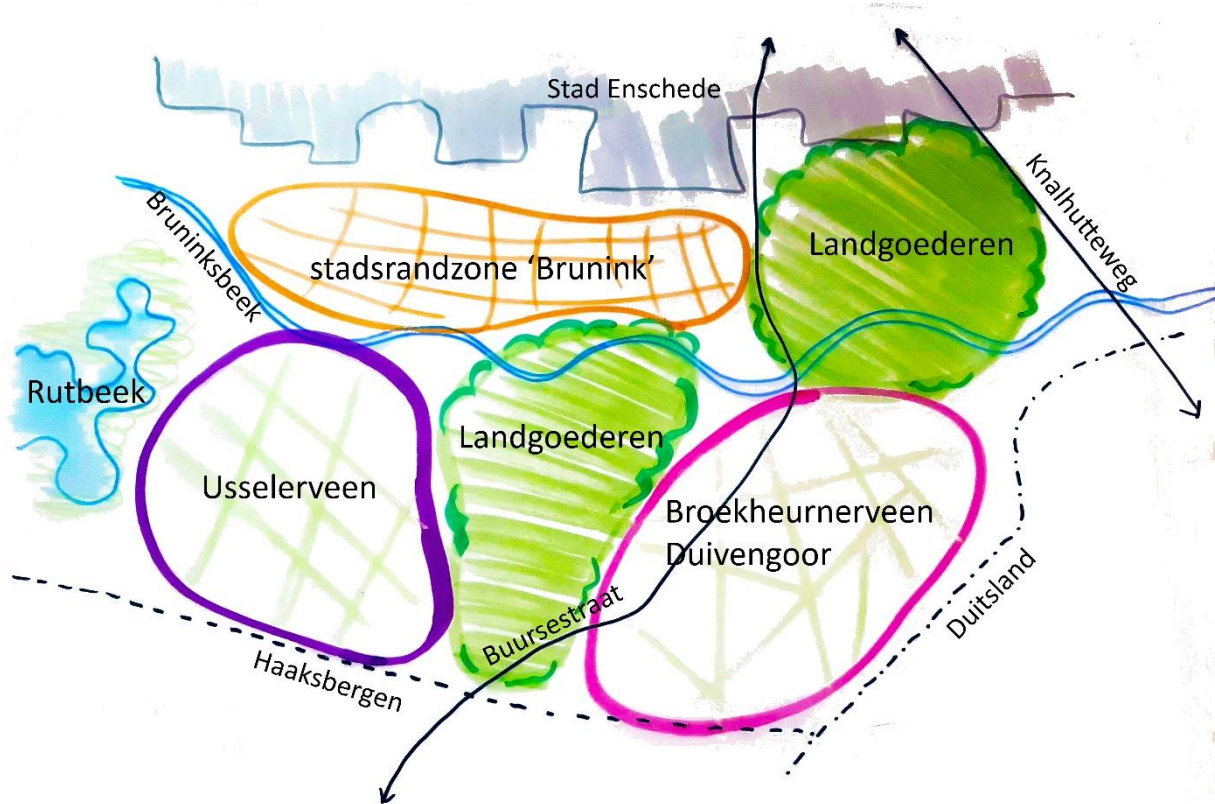 Stad Enschede
Knalhutteweg
Bruninksbeek
Landgoederen
stadsrandzone 'Brunink'
Rutbeek
Landgoederen
Usselerveen
Broekheurnerveen
Duivengoor
Buursestraat
Duitsland
Haaksbergen